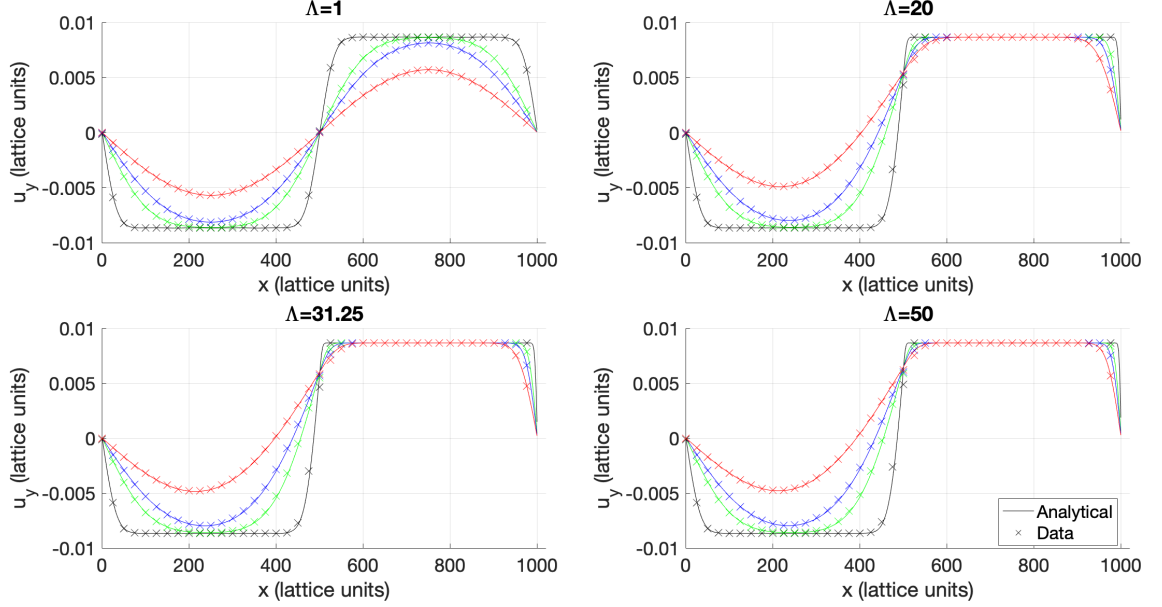 Λ=1
0.01
0.005
0
-0.005
-0.01
u_y (lattice units)
0 200 400 600 800 1000
x (lattice units)
Λ=20
0.01
0.005
0
-0.005
-0.01
u_y (lattice units)
0 200 400 600 800 1000
x (lattice units)
Λ=31.25
0.01
0.005
0
-0.005
-0.01
u_y (lattice units)
0 200 400 600 800 1000
x (lattice units)
Λ=50
0.01
0.005
0
-0.005
-0.01
u_y (lattice units)
0 200 400 600 800 1000
x (lattice units)
Analytical
Data